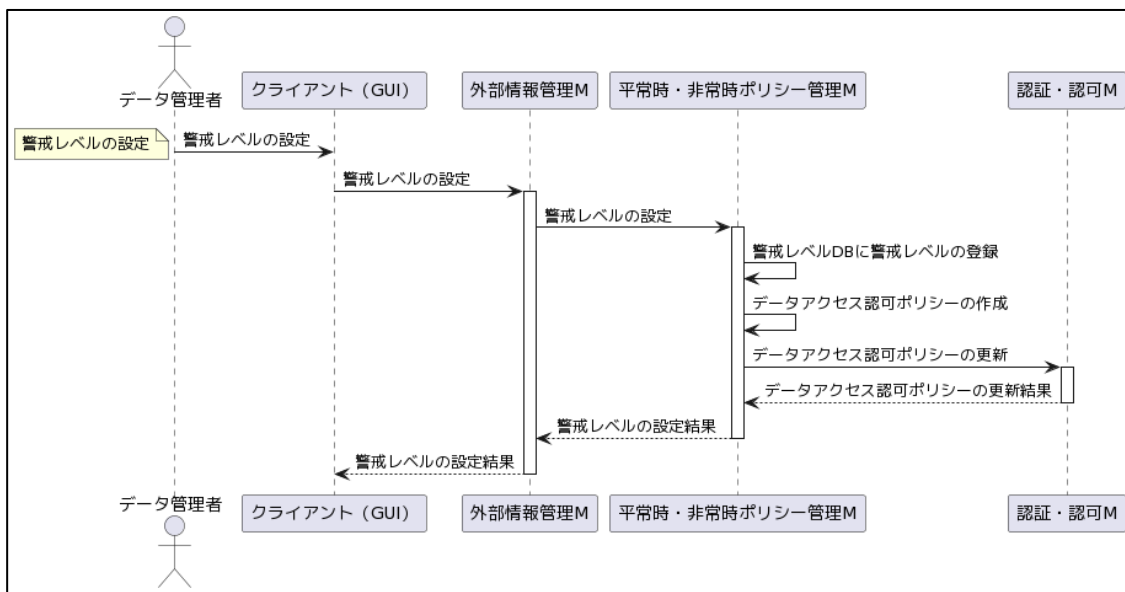 データ管理者
クライアント（GUI）
外部情報管理M
平常時・非常時ポリシー管理M
認証・認可M
警戒レベルの設定
警戒レベルの設定
警戒レベルの設定
警戒レベルの設定
警戒レベルDBに警戒レベルの登録
データアクセス認可ポリシーの作成
データアクセス認可ポリシーの更新
データアクセス認可ポリシーの更新結果
警戒レベルの設定結果
警戒レベルの設定結果
データ管理者
クライアント（GUI）
外部情報管理M
平常時・非常時ポリシー管理M
認証・認可M